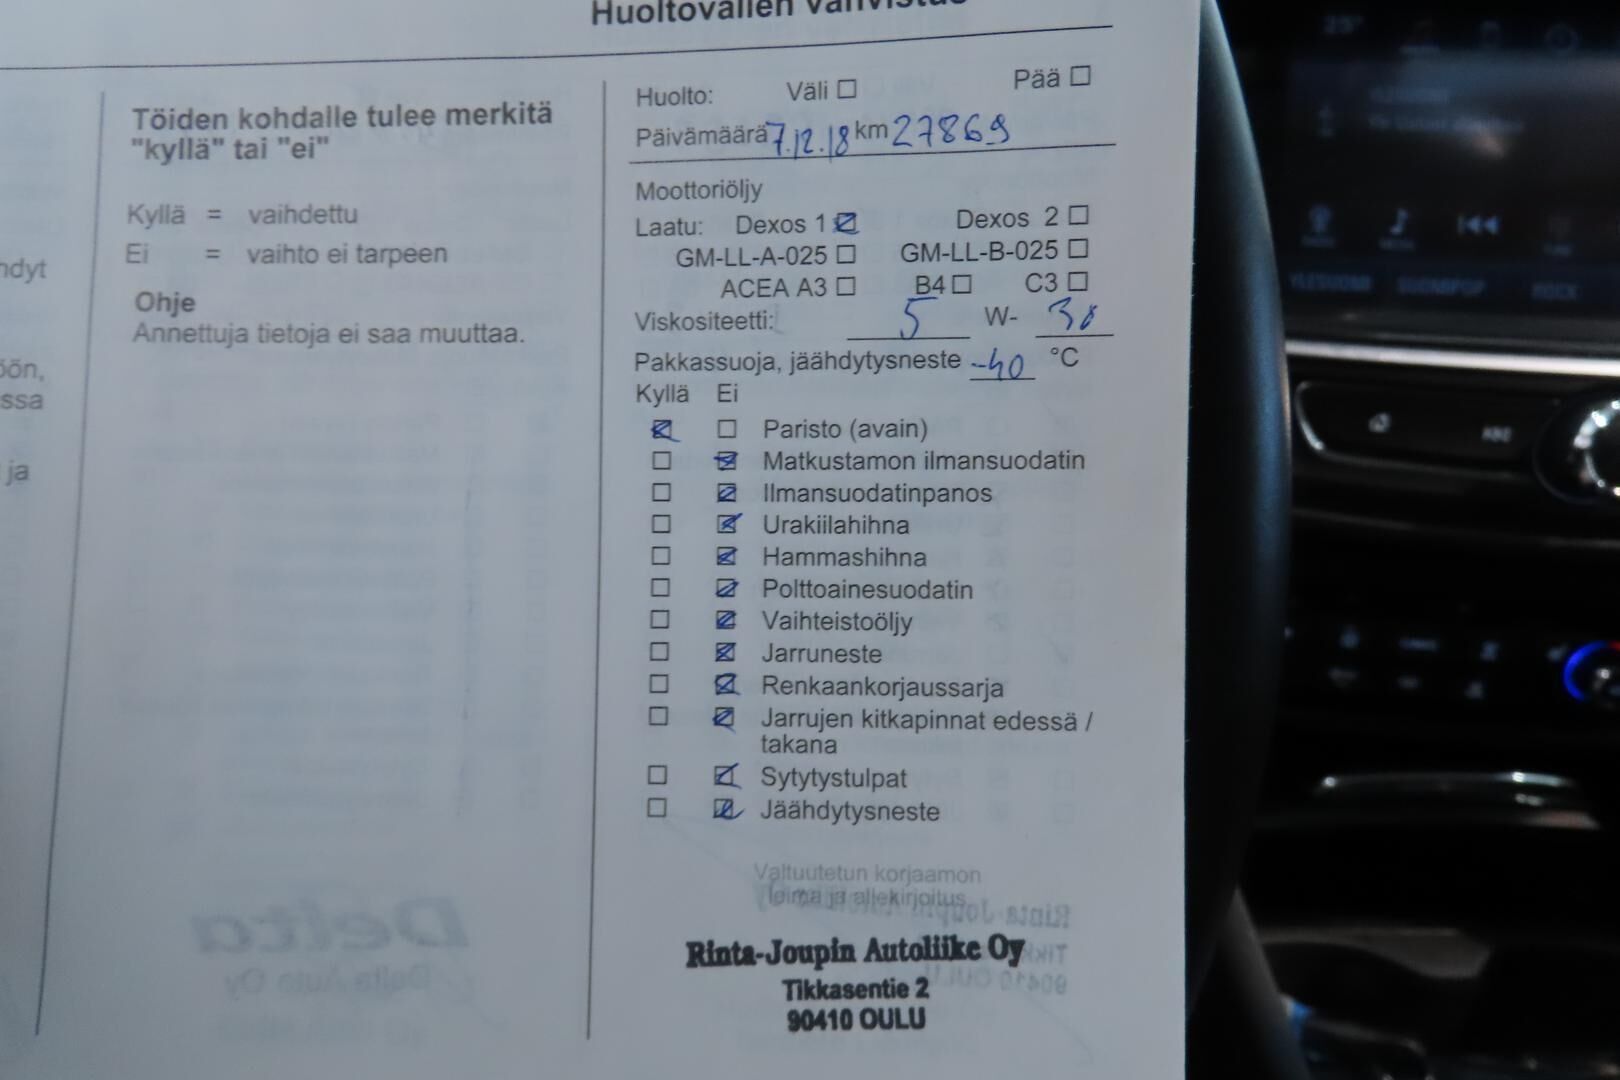 Huoltovälien vahvistus
hdyt
öön,
ssa
ja
Töiden kohdalle tulee merkitä
"kyllä" tai "ei"
Kyllä = vaihdettu
Ei = vaihto ei tarpeen
Ohje
Annettuja tietoja ei saa muuttaa.
Huolto: Väli ☐ Pää ☐
Päivämäärä 7.12.18 km 27869
Moottoriöljy
Laatu: Dexos 1 ☑ Dexos 2 ☐
GM-LL-A-025 ☐ GM-LL-B-025 ☐
ACEA A3 ☐ B4 ☐ C3 ☐
Viskositeetti: 5 W- 30
Pakkassuoja, jäähdytysneste -40 °C
Kyllä Ei
☑ ☐ Paristo (avain)
☐ ☑ Matkustamon ilmansuodatin
☐ ☑ Ilmansuodatinpanos
☐ ☑ Urakiilahihna
☐ ☑ Hammashihna
☐ ☑ Polttoainesuodatin
☐ ☑ Vaihteistoöljy
☐ ☑ Jarruneste
☐ ☑ Renkaankorjaussarja
☐ ☑ Jarrujen kitkapinnat edessä /
takana
☐ ☑ Sytytystulpat
☐ ☑ Jäähdytysneste
Valtuutetun korjaamon
leima ja allekirjoitus
Rinta-Joupin Autoliike Oy
Tikkasentie 2
90410 OULU